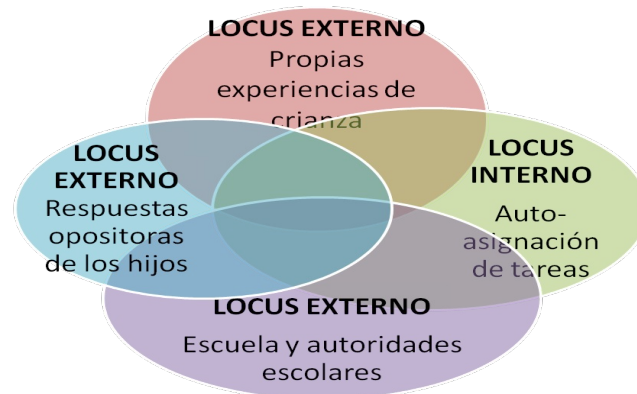 LOCUS EXTERNO
Propias
experiencias de
crianza
LOCUS
EXTERNO
Respuestas
opositoras
de los hijos
LOCUS
INTERNO
Auto-
asignación
de tareas
LOCUS EXTERNO
Escuela y autoridades
escolares